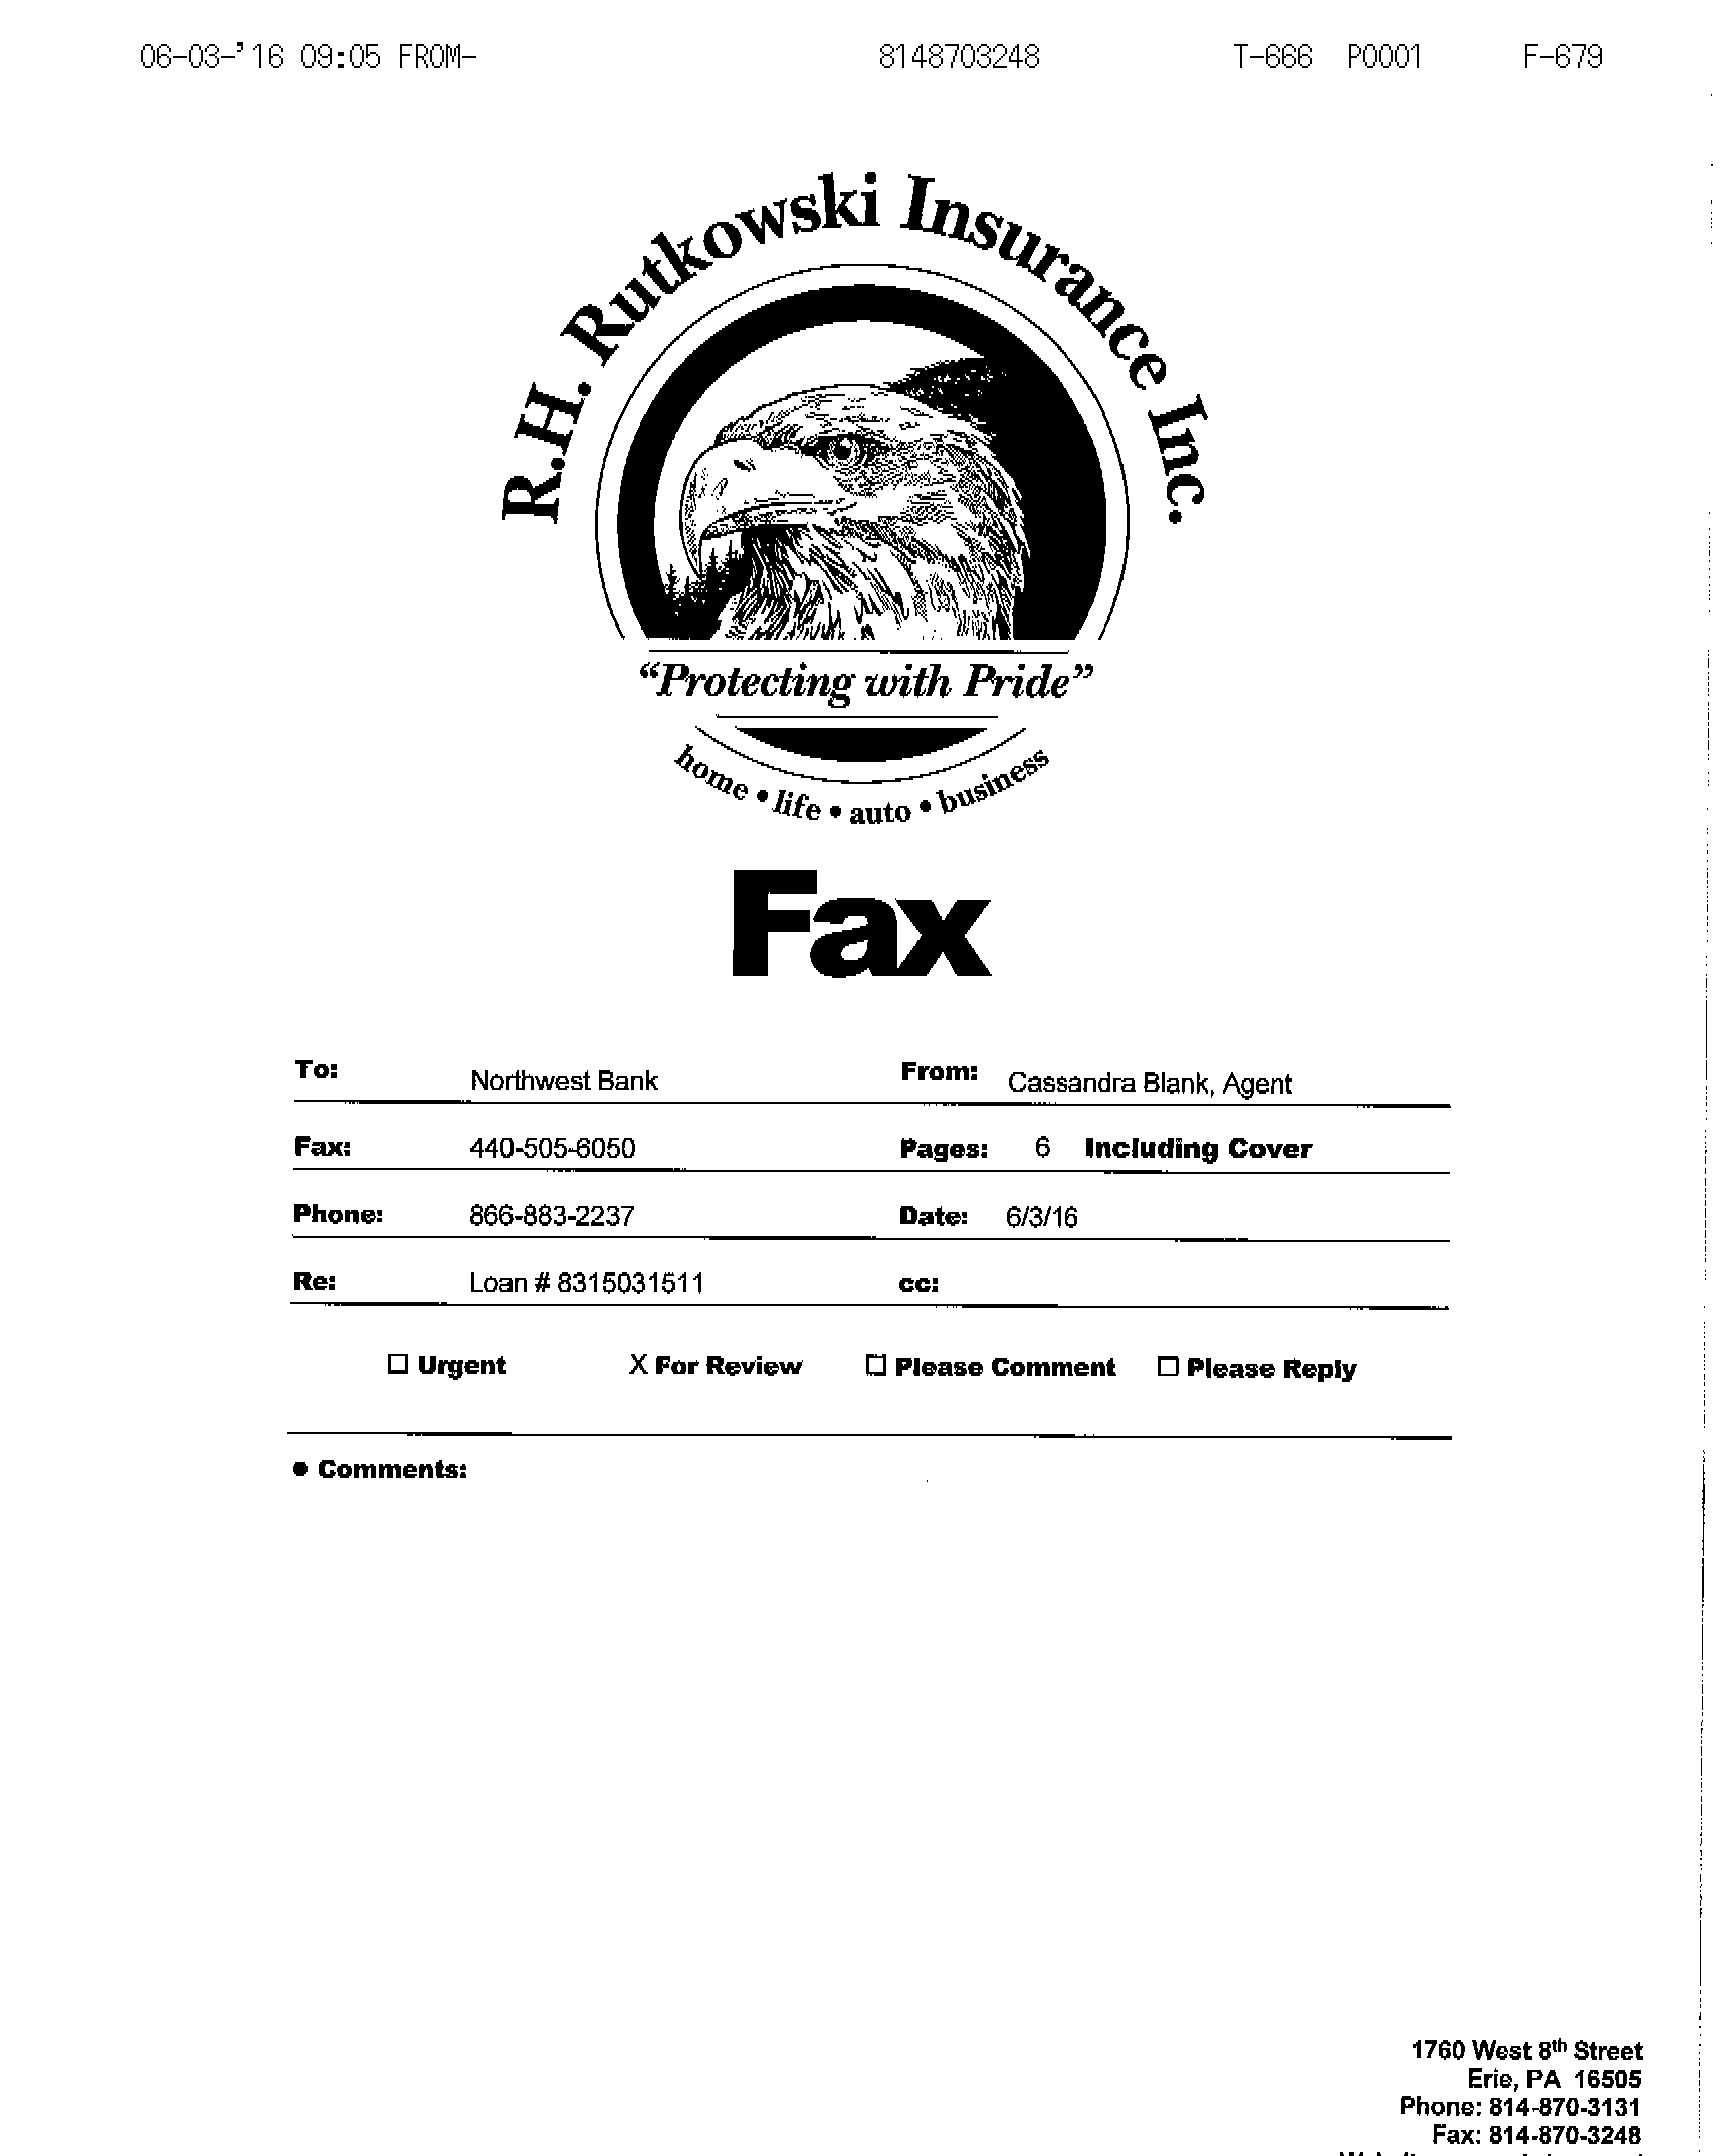 06-03-'16 09:05 FROM- 8148703248 T-666 P0001 F-679
R.H. Rutkowski Insurance Inc.
“Protecting with Pride”
home • life • auto • business
Fax
To: Northwest Bank From: Cassandra Blank, Agent
Fax: 440-505-6050 Pages: 6 Including Cover
Phone: 866-883-2237 Date: 6/3/16
Re: Loan # 8315031511 cc:
☐ Urgent X For Review ☐ Please Comment ☐ Please Reply
• Comments:
1760 West 8th Street
Erie, PA 16505
Phone: 814-870-3131
Fax: 814-870-3248